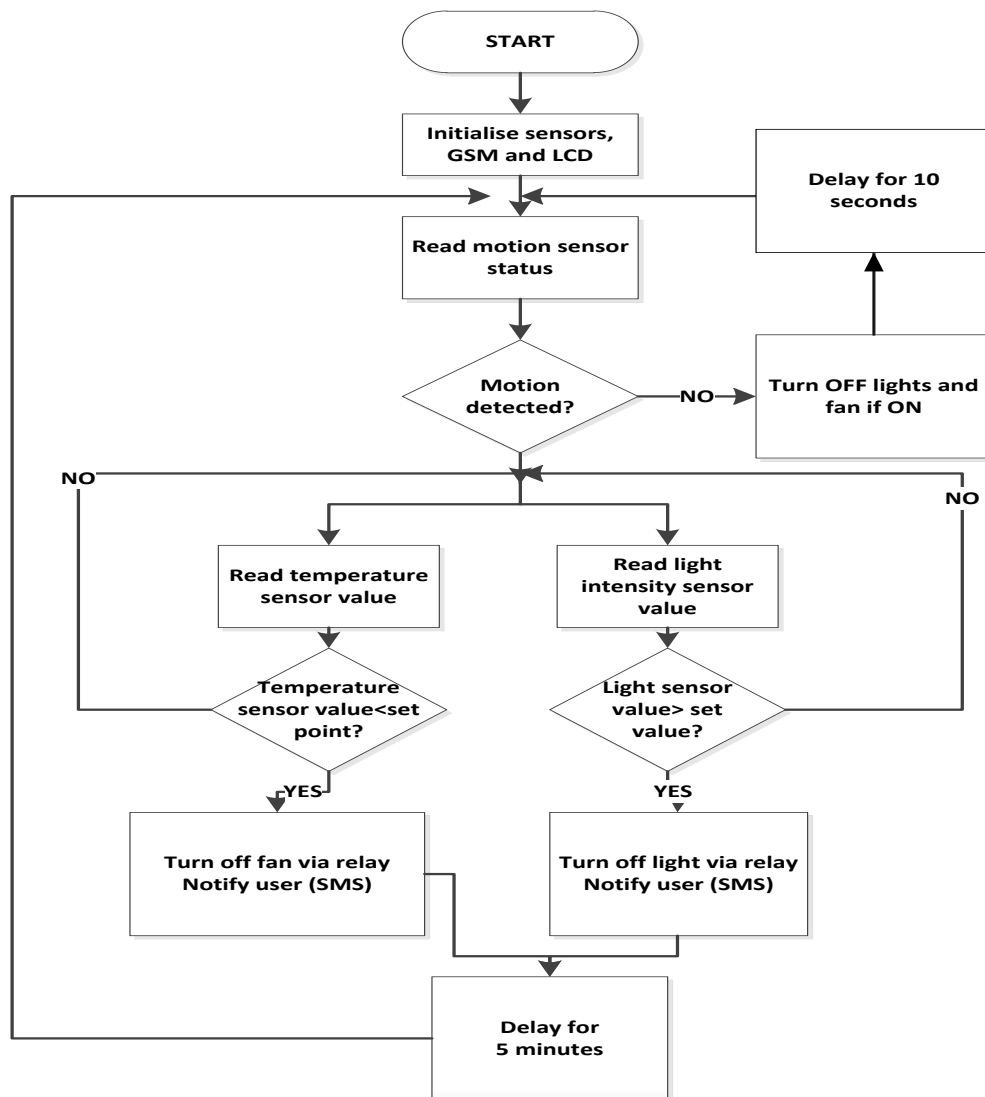 START
Initialise sensors,
GSM and LCD
Delay for 10
seconds
Read motion sensor
status
Motion
detected?
NO
Turn OFF lights and
fan if ON
NO
NO
Read temperature
sensor value
Read light
intensity sensor
value
Temperature
sensor value<set
point?
Light sensor
value> set
value?
YES
YES
Turn off fan via relay
Notify user (SMS)
Turn off light via relay
Notify user (SMS)
Delay for
5 minutes